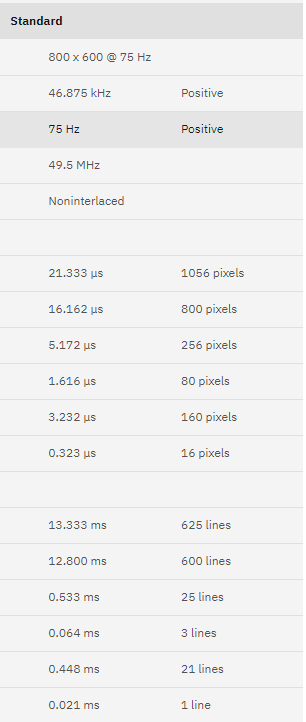 Standard
800 x 600 @ 75 Hz
46.875 kHz Positive
75 Hz Positive
49.5 MHz
Noninterlaced
21.333 µs 1056 pixels
16.162 µs 800 pixels
5.172 µs 256 pixels
1.616 µs 80 pixels
3.232 µs 160 pixels
0.323 µs 16 pixels
13.333 ms 625 lines
12.800 ms 600 lines
0.533 ms 25 lines
0.064 ms 3 lines
0.448 ms 21 lines
0.021 ms 1 line